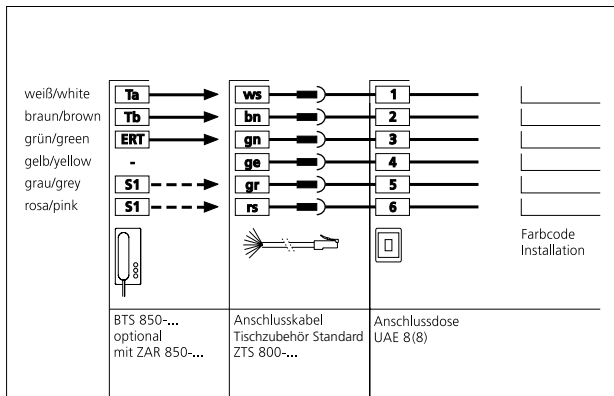 weiß/white Ta ws 1
braun/brown Tb bn 2
grün/green ERT gn 3
gelb/yellow - ge 4
grau/grey S1 gr 5
rosa/pink S1 rs 6
Farbcode
Installation
BTS 850-...
optional
mit ZAR 850-...
Anschlusskabel
Tischzubehör Standard
ZTS 800-...
Anschlussdose
UAE 8(8)